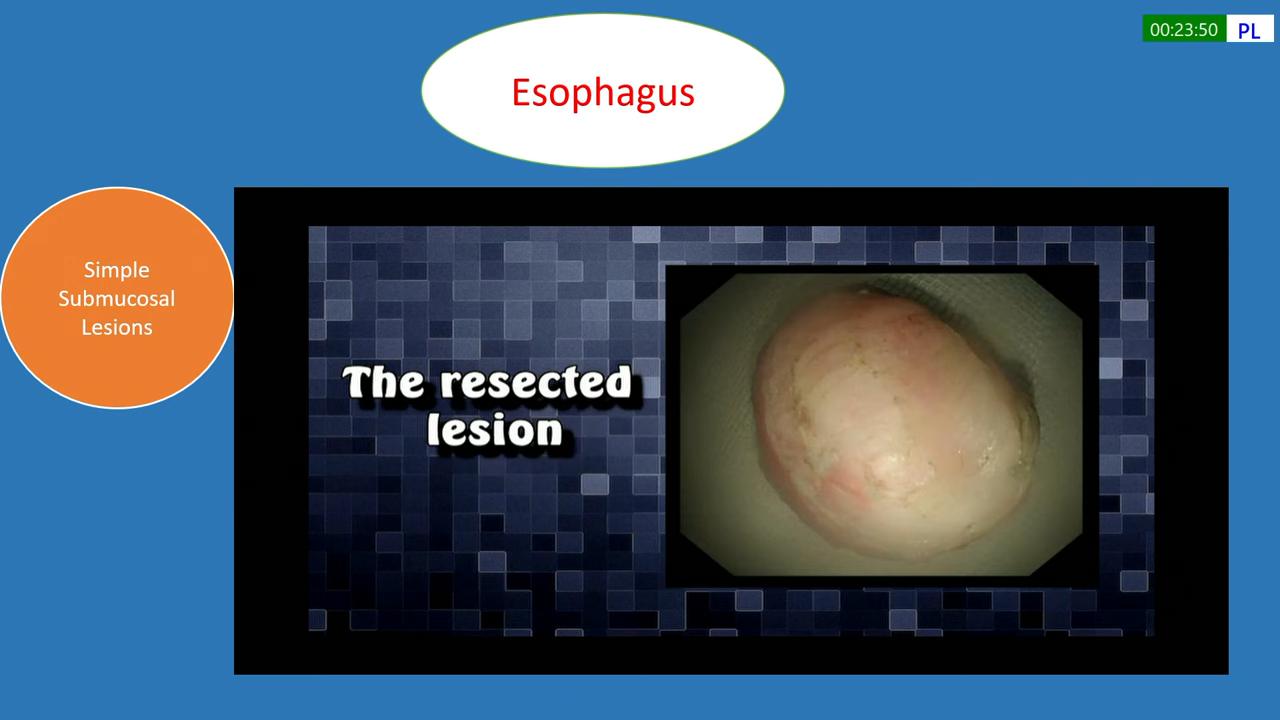 00:23:50 PL
Esophagus
Simple
Submucosal
Lesions
The resected
lesion